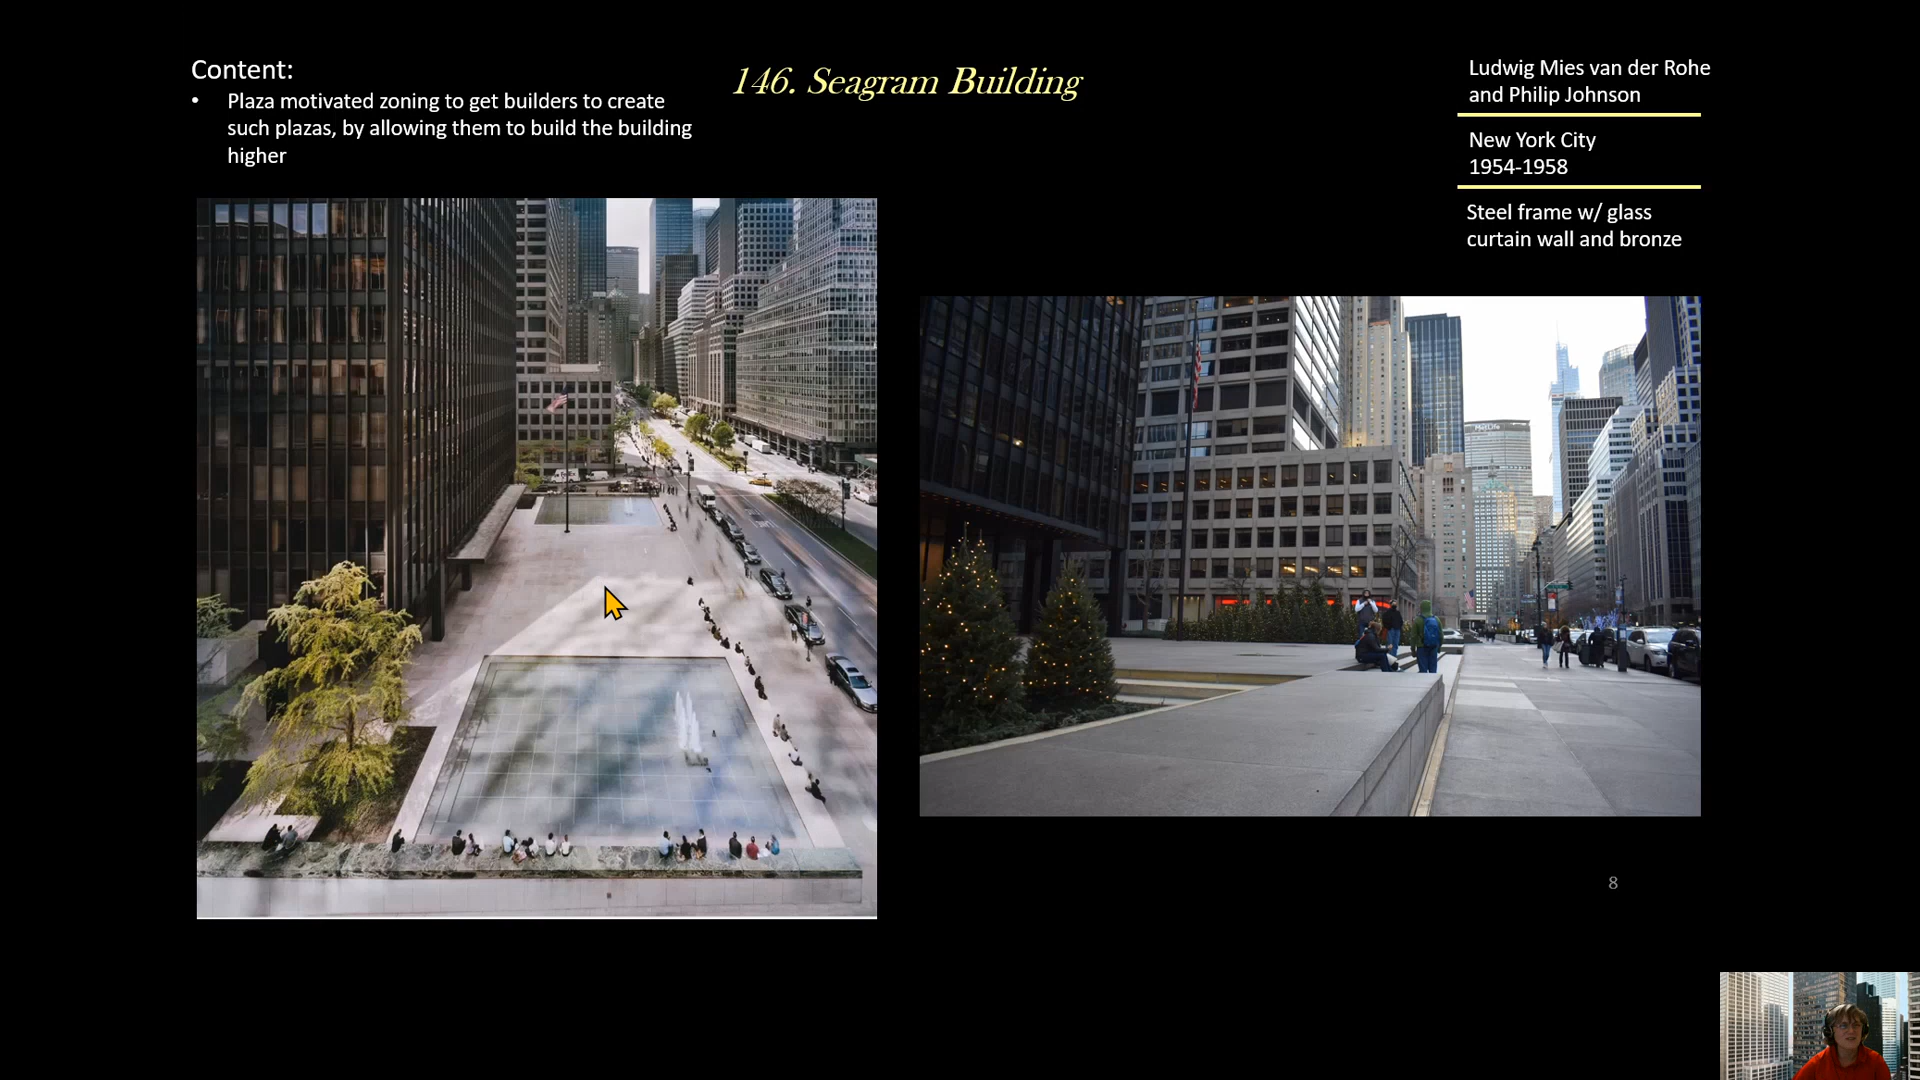 Content:
• Plaza motivated zoning to get builders to create
such plazas, by allowing them to build the building
higher
146. Seagram Building
Ludwig Mies van der Rohe
and Philip Johnson
New York City
1954-1958
Steel frame w/ glass
curtain wall and bronze
MetLife
8